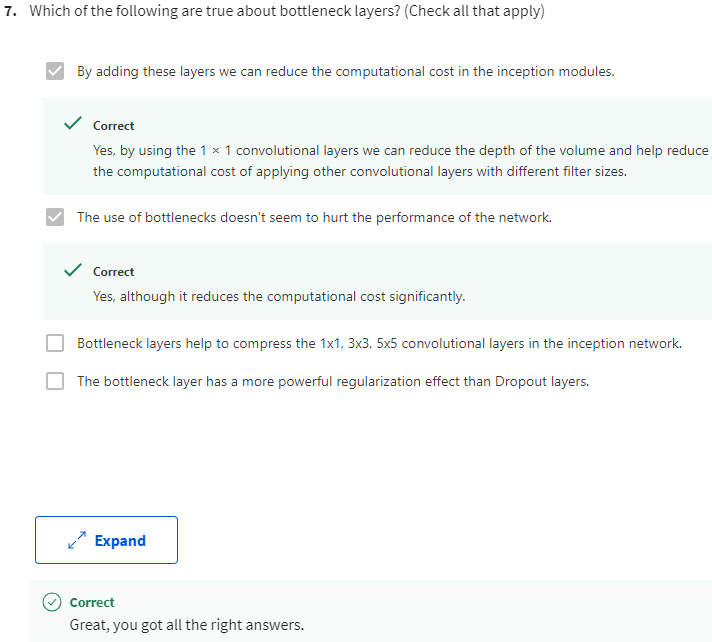 7. Which of the following are true about bottleneck layers? (Check all that apply)
By adding these layers we can reduce the computational cost in the inception modules.
Correct
Yes, by using the 1 × 1 convolutional layers we can reduce the depth of the volume and help reduce
the computational cost of applying other convolutional layers with different filter sizes.
The use of bottlenecks doesn't seem to hurt the performance of the network.
Correct
Yes, although it reduces the computational cost significantly.
Bottleneck layers help to compress the 1x1, 3x3, 5x5 convolutional layers in the inception network.
The bottleneck layer has a more powerful regularization effect than Dropout layers.
Expand
Correct
Great, you got all the right answers.